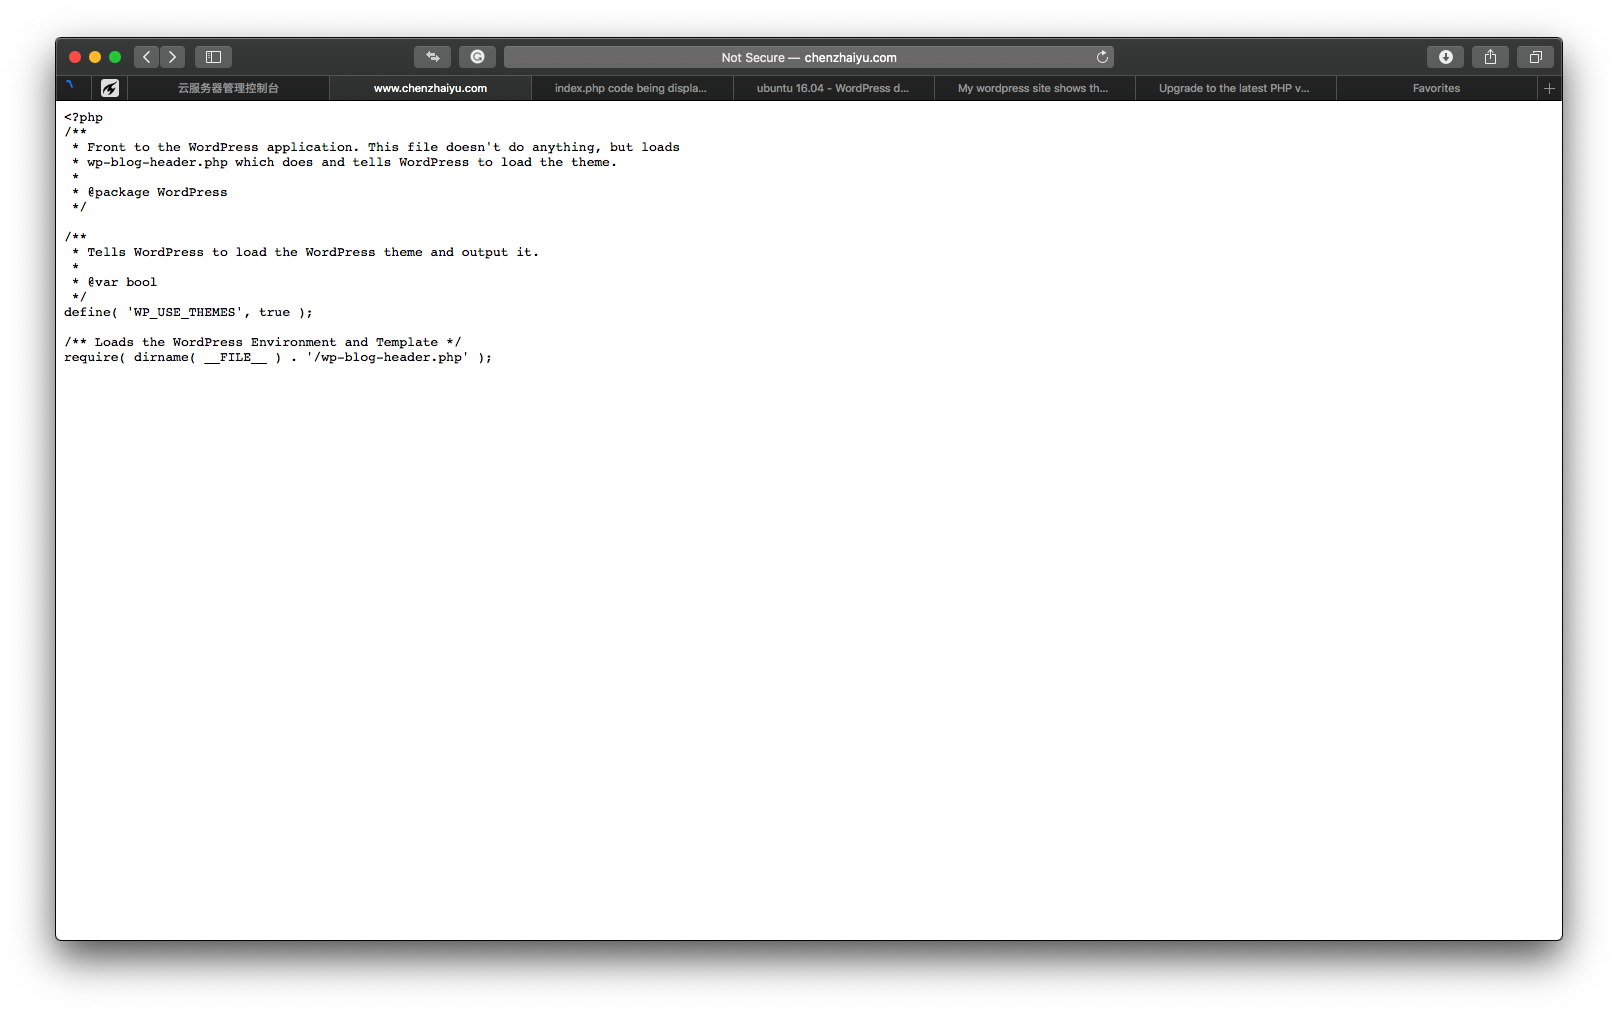 Not Secure — chenzhaiyu.com
云服务器管理控制台
www.chenzhaiyu.com
index.php code being displa...
ubuntu 16.04 - WordPress d...
My wordpress site shows th...
Upgrade to the latest PHP v...
Favorites
<?php
/**
 * Front to the WordPress application. This file doesn't do anything, but loads
 * wp-blog-header.php which does and tells WordPress to load the theme.
 *
 * @package WordPress
 */
/**
 * Tells WordPress to load the WordPress theme and output it.
 *
 * @var bool
 */
define( 'WP_USE_THEMES', true );
/** Loads the WordPress Environment and Template */
require( dirname( __FILE__ ) . '/wp-blog-header.php' );